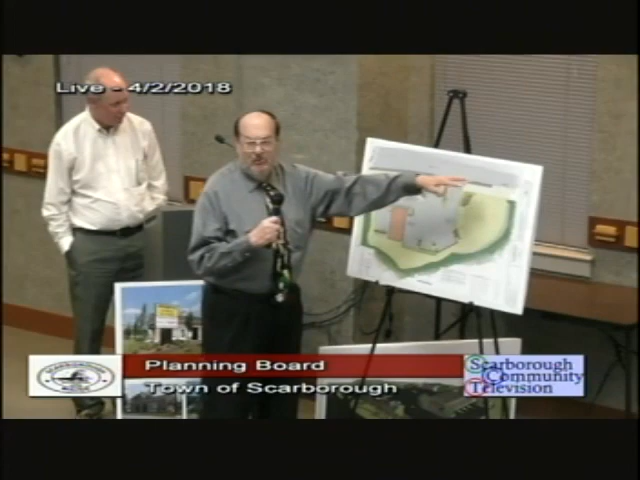 Live - 4/2/2018
Planning Board
Town of Scarborough
Scarborough
Community
Television